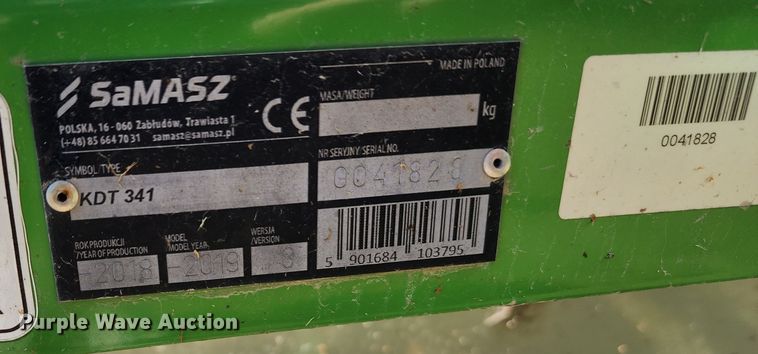 SaMASZ
POLSKA, 16 - 060 Zabłudów, Trawiasta 1
(+48) 85 664 70 31 samasz@samasz.pl
CE
MADE IN POLAND
MASA/WEIGHT
kg
SYMBOL/TYPE
KDT 341
NR SERYJNY SERIAL NO.
0041828
ROK PRODUKCJI
/YEAR OF PRODUCTION
-2018
MODEL
MODEL YEAR
-2019
WERSJA
/VERSION
5 901684 103795
0041828
Purple Wave Auction